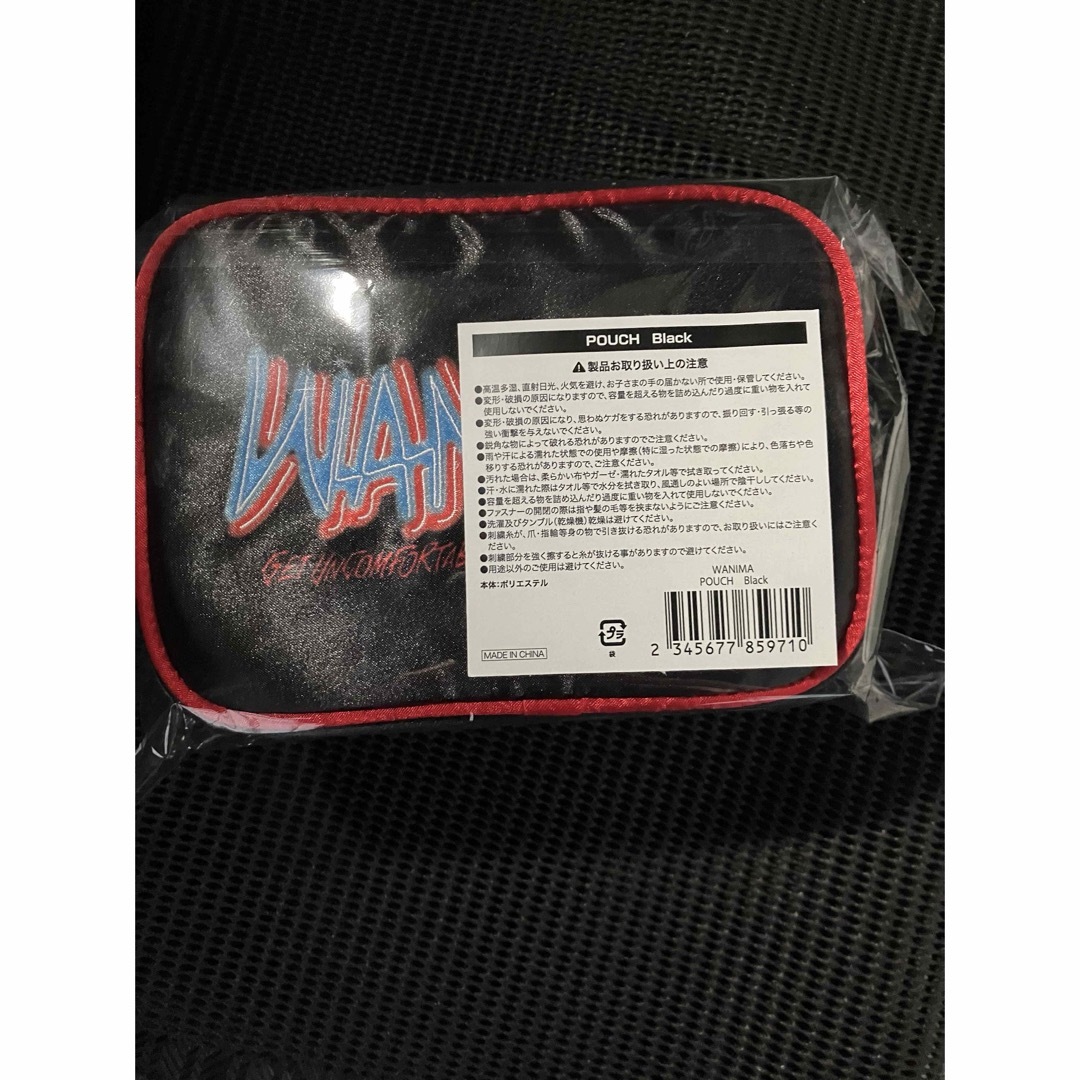 WAN
GET UNCOMFORTAB
POUCH Black
⚠製品お取り扱い上の注意
●高温多湿、直射日光、火気を避け、お子さまの手の届かない所で使用・保管してください。
●変形・破損の原因になりますので、容量を超える物を詰め込んだり過度に重い物を入れて
使用しないでください。
●変形・破損の原因になり、思わぬケガをする恐れがありますので、振り回す・引っ張る等の
強い衝撃を与えないでください。
●鋭角な物によって破れる恐れがありますのでご注意ください。
●雨や汗による濡れた状態での使用や摩擦(特に湿った状態での摩擦)により、色落ちや色
移りする恐れがありますので、ご注意ください。
●汚れた場合は、柔らかい布やガーゼ・濡れたタオル等で拭き取ってください。
●汗・水に濡れた際はタオル等で水分を拭き取り、風通しのよい場所で陰干ししてください。
●容量を超える物を詰め込んだり過度に重い物を入れて使用しないでください。
●ファスナーの開閉の際は指や髪の毛等を挟まないようにご注意ください。
●洗濯及びタンブル(乾燥機)乾燥は避けてください。
●刺繍糸が、爪・指輪等身の物で引き抜ける恐れがありますので、お取り扱いにはご注意く
ださい。
●刺繍部分を強く擦すると糸が抜ける事がありますので避けてください。
●用途以外のご使用は避けてください。
本体:ポリエステル
WANIMA
POUCH Black
プラ
袋
2 345677 859710
MADE IN CHINA